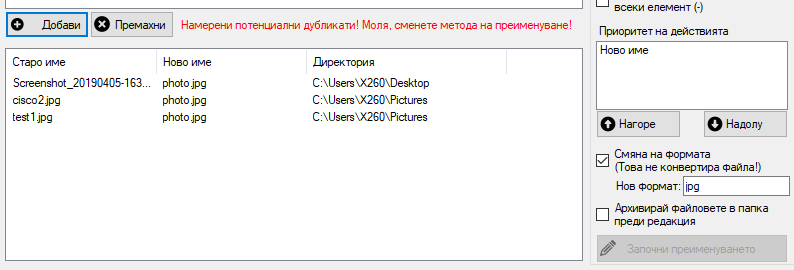 всеки елемент (-)
Добави Премахни Намерени потенциални дубликати! Моля, сменете метода на преименуване!
Приоритет на действията
Ново име
Старо име Ново име Директория
Screenshot_20190405-163... photo.jpg C:\Users\X260\Desktop
cisco2.jpg photo.jpg C:\Users\X260\Pictures
test1.jpg photo.jpg C:\Users\X260\Pictures
Нагоре Надолу
Смяна на формата
(Това не конвертира файла!)
Нов формат: jpg
Архивирай файловете в папка
преди редакция
Започни преименуването